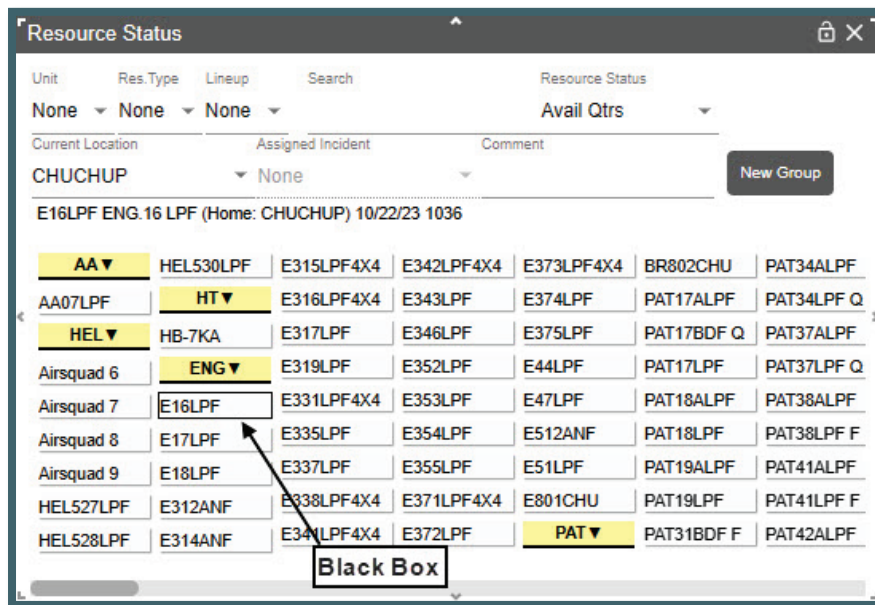 Resource Status
Unit Res.Type Lineup Search Resource Status
None None None Avail Qtrs
Current Location Assigned Incident Comment
CHUCHUP None New Group
E16LPF ENG.16 LPF (Home: CHUCHUP) 10/22/23 1036
AA▼ HEL530LPF E315LPF4X4 E342LPF4X4 E373LPF4X4 BR802CHU PAT34ALPF
AA07LPF HT▼ E316LPF4X4 E343LPF E374LPF PAT17ALPF PAT34LPF Q
HEL▼ HB-7KA E317LPF E346LPF E375LPF PAT17BDF Q PAT37ALPF
Airsquad 6 ENG▼ E319LPF E352LPF E44LPF PAT17LPF PAT37LPF Q
Airsquad 7 E16LPF E331LPF4X4 E353LPF E47LPF PAT18ALPF PAT38ALPF
Airsquad 8 E17LPF E335LPF E354LPF E512ANF PAT18LPF PAT38LPF F
Airsquad 9 E18LPF E337LPF E355LPF E51LPF PAT19ALPF PAT41ALPF
HEL527LPF E312ANF E338LPF4X4 E371LPF4X4 E801CHU PAT19LPF PAT41LPF F
HEL528LPF E314ANF E341LPF4X4 E372LPF PAT▼ PAT31BDF F PAT42ALPF
Black Box